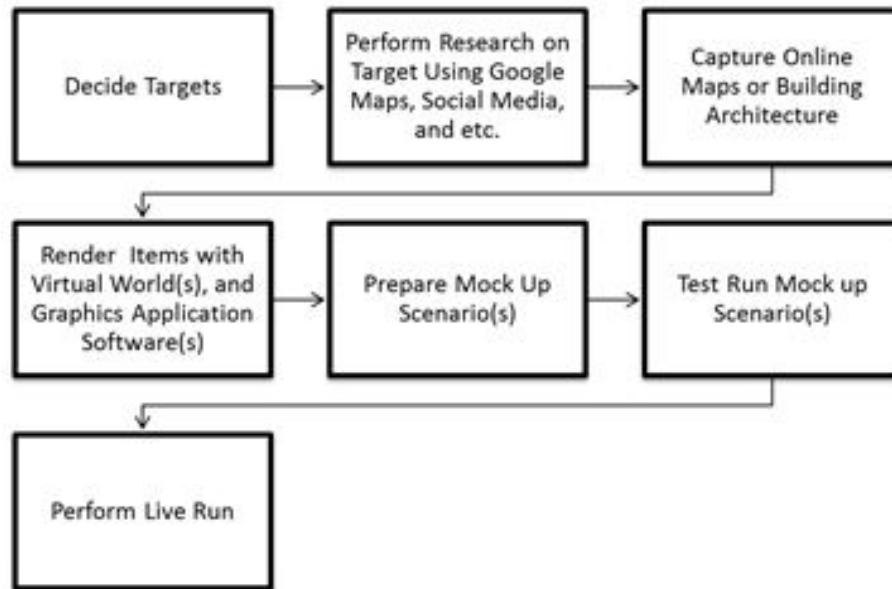 Decide Targets
Perform Research on
Target Using Google
Maps, Social Media,
and etc.
Capture Online
Maps or Building
Architecture
Render Items with
Virtual World(s), and
Graphics Application
Software(s)
Prepare Mock Up
Scenario(s)
Test Run Mock up
Scenario(s)
Perform Live Run